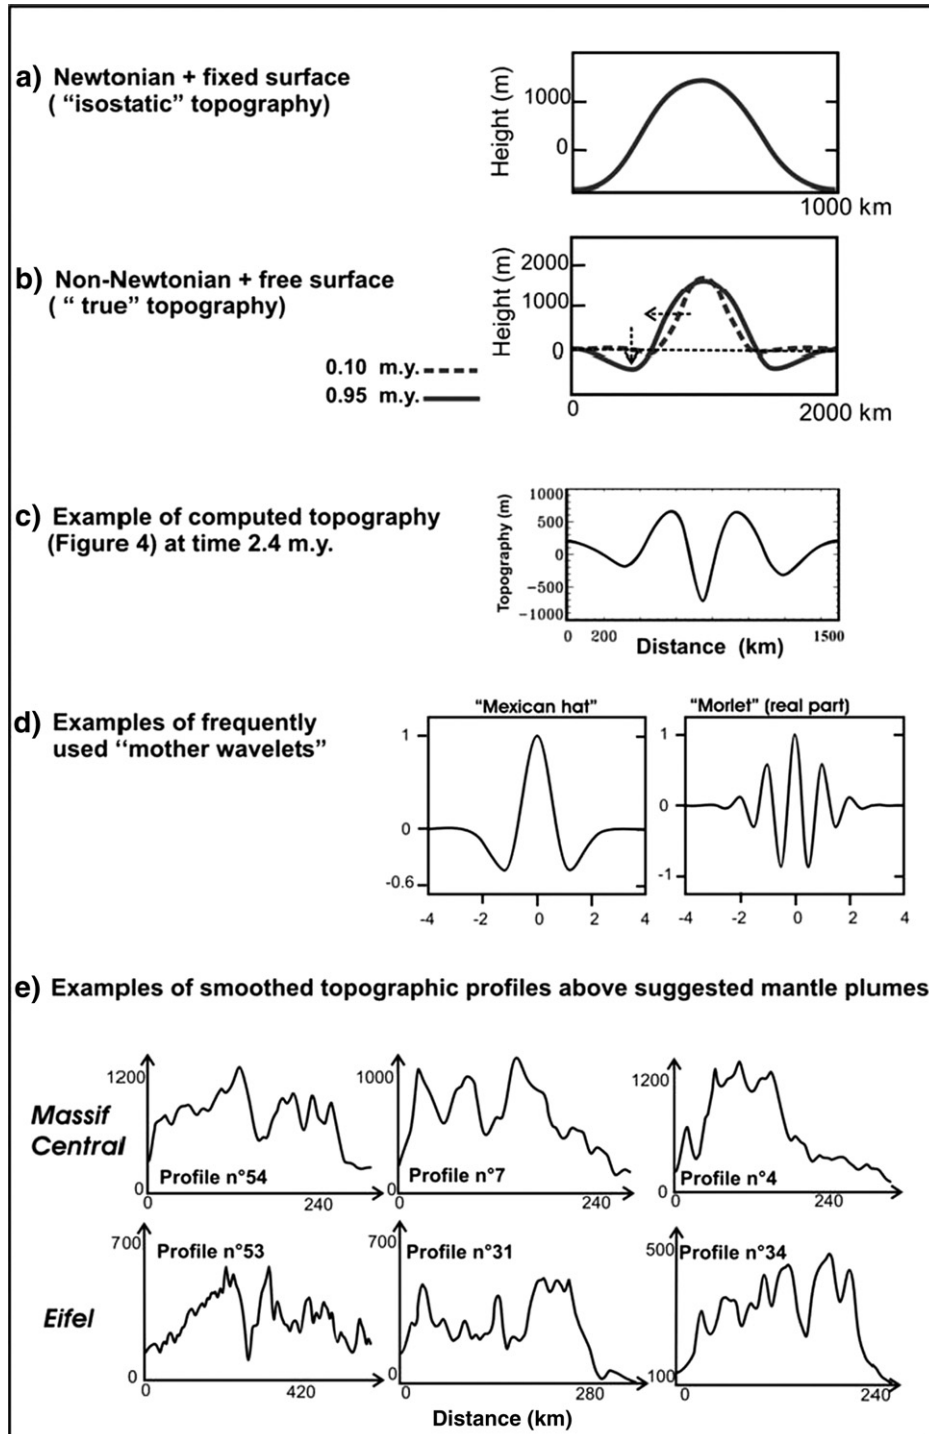 a) Newtonian + fixed surface
( “isostatic” topography)
Height (m)
1000
0
1000 km
b) Non-Newtonian + free surface
( “ true” topography)
0.10 m.y.
0.95 m.y.
Height (m)
2000
1000
0
0
2000 km
c) Example of computed topography
(Figure 4) at time 2.4 m.y.
Topography (m)
1000
500
0
−500
−1000
0 200 1500
Distance (km)
d) Examples of frequently
used ‘‘mother wavelets”
“Mexican hat”
1
0
-0.6
-4 -2 0 2 4
“Morlet” (real part)
1
0
-1
-4 -2 0 2 4
e) Examples of smoothed topographic profiles above suggested mantle plumes
Massif
Central
1200
0
Profile n°54
0 240
1000
0
Profile n°7
0 240
1200
0
Profile n°4
0 240
Eifel
700
Profile n°53
0
0 420
700
Profile n°31
0
0 280
500
Profile n°34
100
0 240
Distance (km)